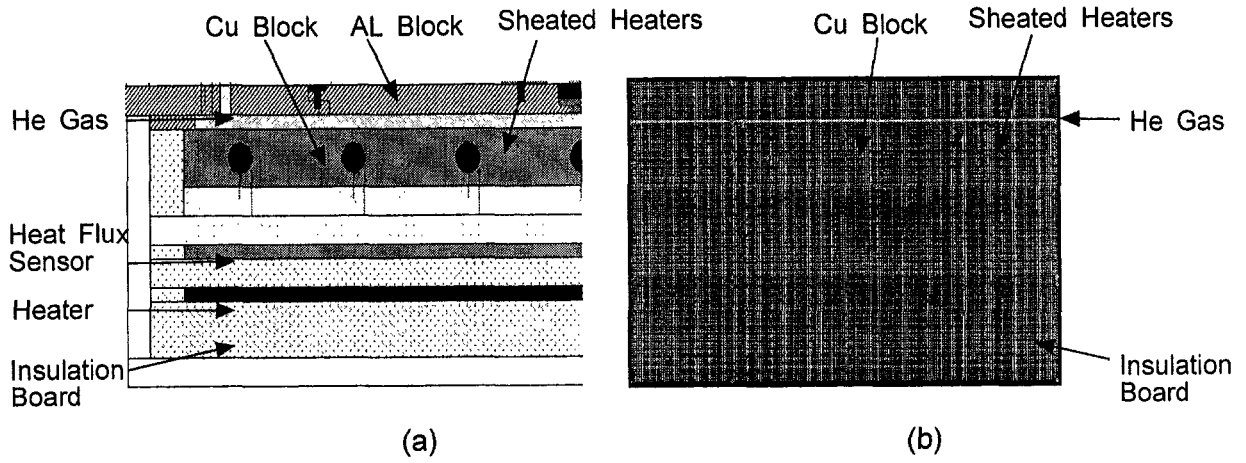 Cu Block
AL Block
Sheated Heaters
He Gas
Heat Flux
Sensor
Heater
Insulation
Board
(a)
Sheated Heaters
Cu Block
He Gas
Insulation
Board
(b)